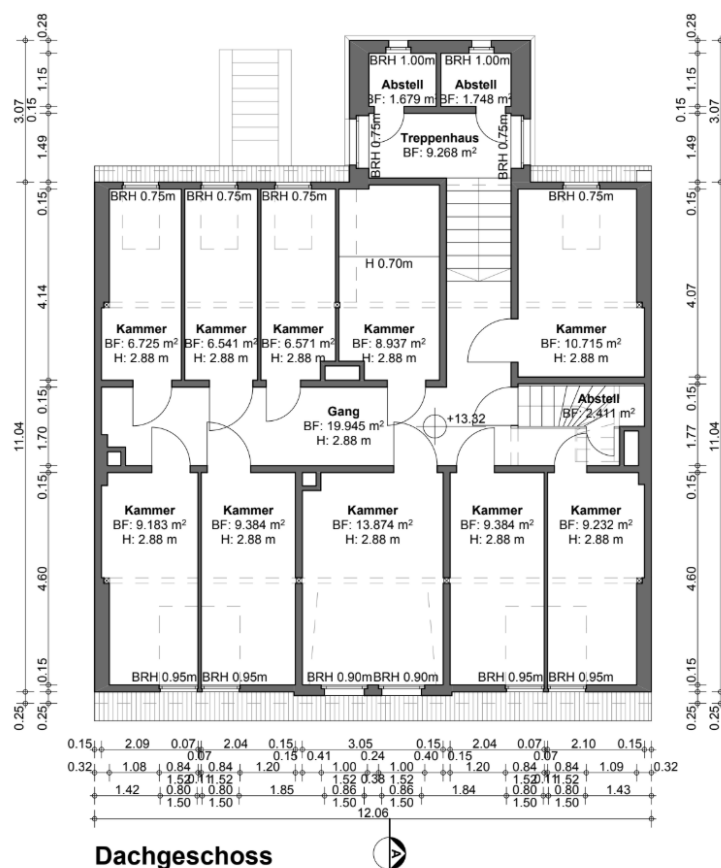 BRH 1.00m
BRH 1.00m
Abstell
BF: 1.679 m²
Abstell
BF: 1.748 m²
BRH 0.75m
Treppenhaus
BF: 9.268 m²
BRH 0.75m
BRH 0.75m
BRH 0.75m
BRH 0.75m
BRH 0.75m
H 0.70m
Kammer
BF: 6.725 m²
H: 2.88 m
Kammer
BF: 6.541 m²
H: 2.88 m
Kammer
BF: 6.571 m²
H: 2.88 m
Kammer
BF: 8.937 m²
H: 2.88 m
Kammer
BF: 10.715 m²
H: 2.88 m
Gang
BF: 19.945 m²
H: 2.88 m
+13.32
Abstell
BF: 2.411 m²
Kammer
BF: 9.183 m²
H: 2.88 m
Kammer
BF: 9.384 m²
H: 2.88 m
Kammer
BF: 13.874 m²
H: 2.88 m
Kammer
BF: 9.384 m²
H: 2.88 m
Kammer
BF: 9.232 m²
H: 2.88 m
BRH 0.95m
BRH 0.95m
BRH 0.90m
BRH 0.90m
BRH 0.95m
BRH 0.95m
0.28
1.15
0.15
3.07
1.49
0.15
4.14
0.15
11.04
1.70
0.15
4.60
0.15
0.25
0.25
0.28
1.15
0.15
3.07
1.49
0.15
4.07
0.15
11.04
1.77
0.15
4.60
0.15
0.25
0.25
0.15 2.09 0.07 2.04 0.15 3.05 0.15 2.04 0.07 2.10 0.15
0.07 0.15 0.41 0.24 0.40 0.15 0.07
0.32 1.08 0.84 0.84 1.20 1.00 1.00 1.20 0.84 0.84 1.09 0.32
1.52 0.11 1.52 1.52 0.38 1.52 1.52 0.11 1.52
1.42 0.80 0.80 1.85 0.86 0.86 1.84 0.80 0.80 1.43
1.50 1.50 1.50 1.50 1.50 1.50
12.06
A
Dachgeschoss